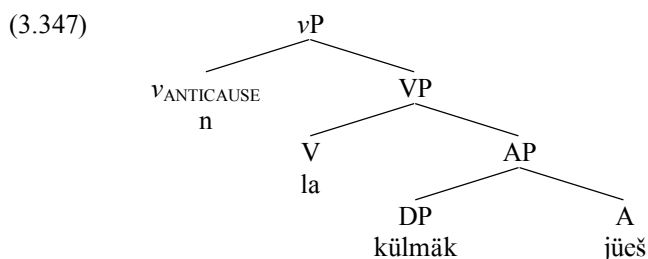 (3.347) vP
vANTICAUSE VP
n
V AP
la
DP A
külmäk jüeš